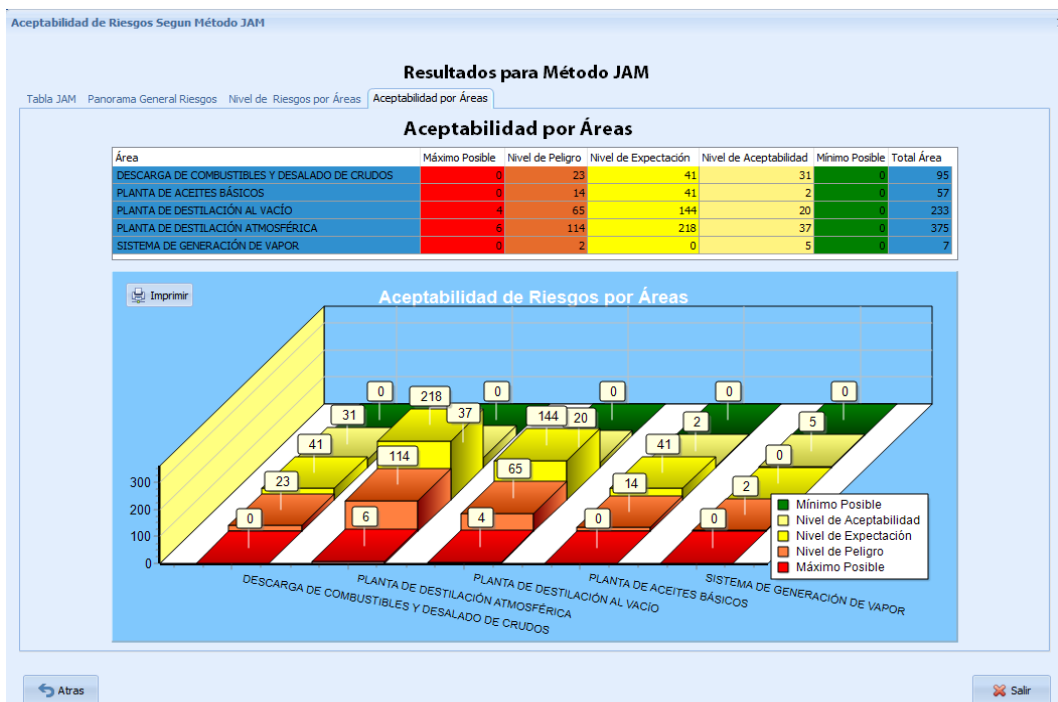 Aceptabilidad de Riesgos Segun Método JAM
Resultados para Método JAM
Tabla JAM Panorama General Riesgos Nivel de Riesgos por Áreas Aceptabilidad por Áreas
Aceptabilidad por Áreas
Área Máximo Posible Nivel de Peligro Nivel de Expectación Nivel de Aceptabilidad Mínimo Posible Total Área
DESCARGA DE COMBUSTIBLES Y DESALADO DE CRUDOS 0 23 41 31 0 95
PLANTA DE ACEITES BÁSICOS 0 14 41 2 0 57
PLANTA DE DESTILACIÓN AL VACÍO 4 65 144 20 0 233
PLANTA DE DESTILACIÓN ATMOSFÉRICA 6 114 218 37 0 375
SISTEMA DE GENERACIÓN DE VAPOR 0 2 0 5 0 7
Imprimir
Aceptabilidad de Riesgos por Áreas
0 0 0 0 0
31 37 20 2 5
41 218 144 41 0
23 114 65 14 2
0 6 4 0 0
300
200
100
0
Mínimo Posible
Nivel de Aceptabilidad
Nivel de Expectación
Nivel de Peligro
Máximo Posible
DESCARGA DE COMBUSTIBLES Y DESALADO DE CRUDOS
PLANTA DE DESTILACIÓN ATMOSFÉRICA
PLANTA DE DESTILACIÓN AL VACÍO
PLANTA DE ACEITES BÁSICOS
SISTEMA DE GENERACIÓN DE VAPOR
Atras
Salir